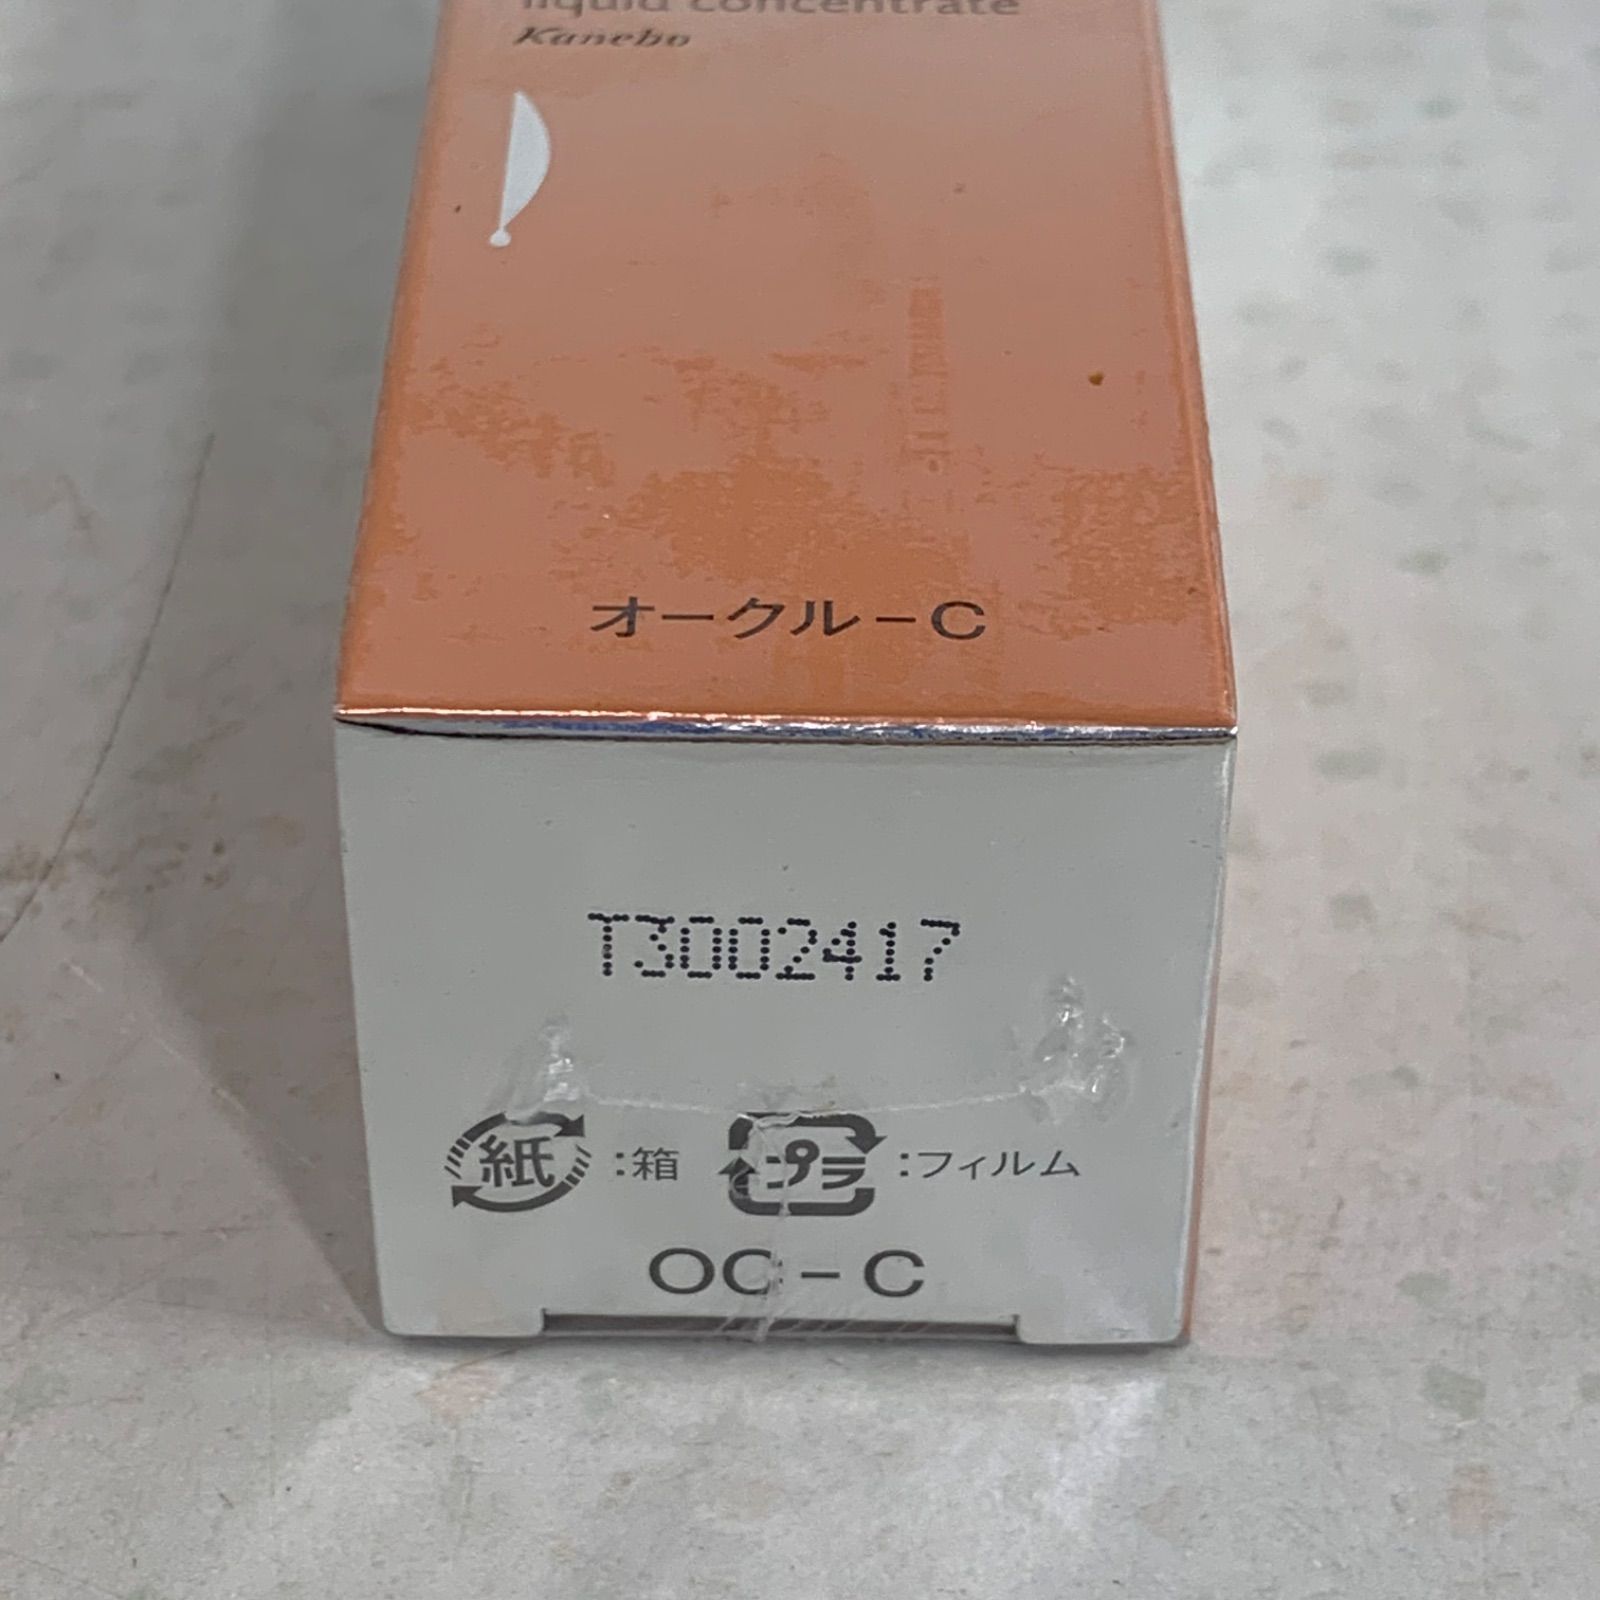 liquid concentrate
Kanebo
オークル-C
T3002417
紙 :箱 プラ :フィルム
OC-C